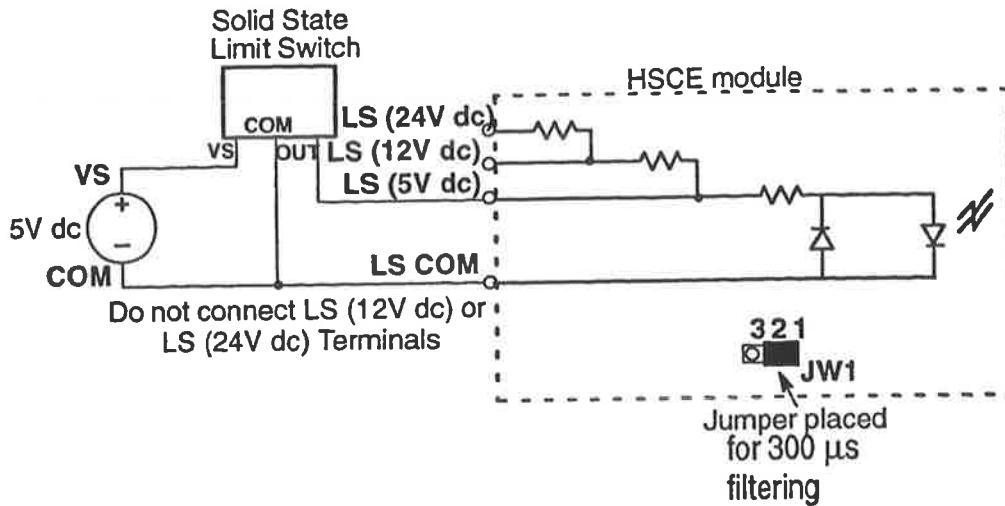 Solid State
Limit Switch
HSCE module
COM
VS
OUT
LS (24V dc)
LS (12V dc)
LS (5V dc)
VS
+
5V dc
−
COM
LS COM
Do not connect LS (12V dc) or
LS (24V dc) Terminals
3 2 1
JW1
Jumper placed
for 300 µs
filtering